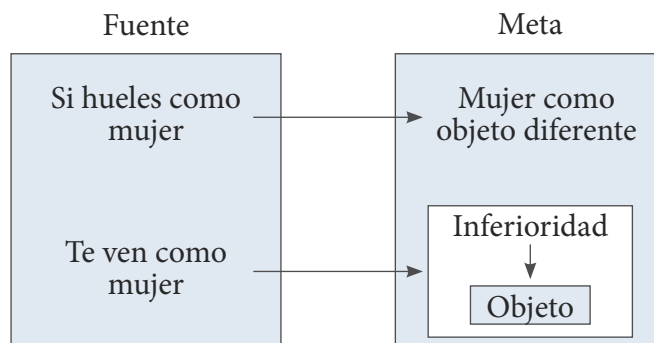 Fuente
Meta
Si hueles como
mujer
Mujer como
objeto diferente
Te ven como
mujer
Inferioridad
Objeto